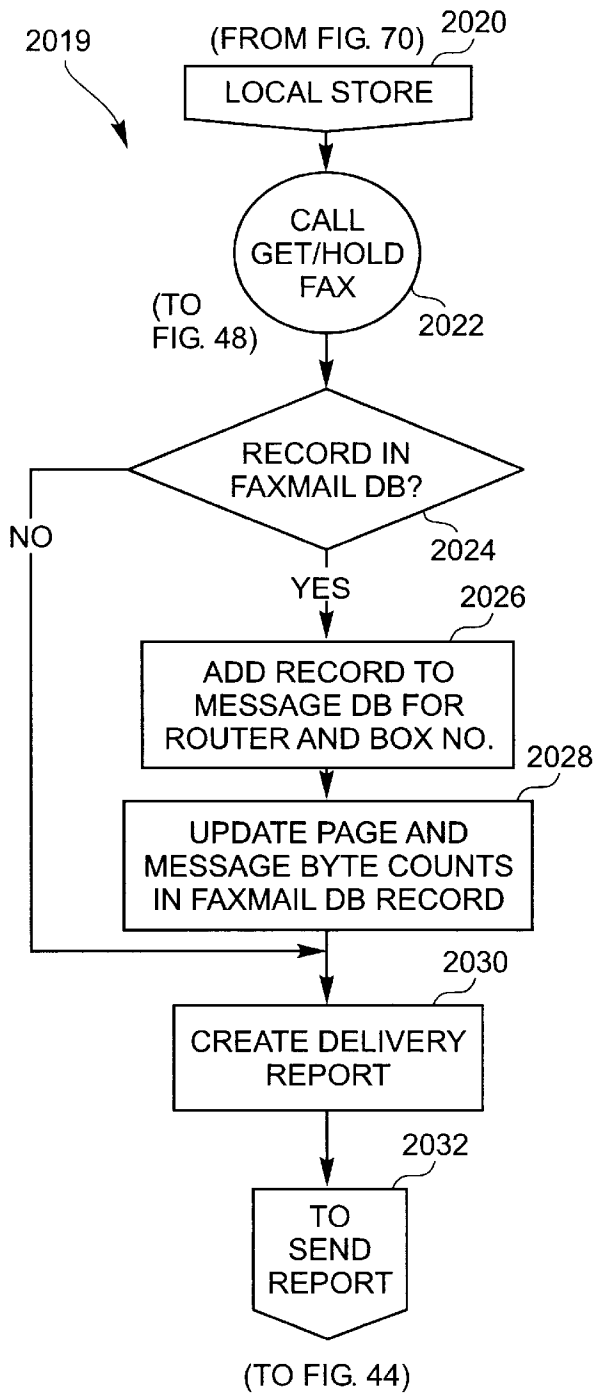 2019
(FROM FIG. 70)
2020
LOCAL STORE
CALL
GET/HOLD
FAX
(TO
FIG. 48)
2022
RECORD IN
FAXMAIL DB?
2024
NO
YES
2026
ADD RECORD TO
MESSAGE DB FOR
ROUTER AND BOX NO.
2028
UPDATE PAGE AND
MESSAGE BYTE COUNTS
IN FAXMAIL DB RECORD
2030
CREATE DELIVERY
REPORT
2032
TO
SEND
REPORT
(TO FIG. 44)